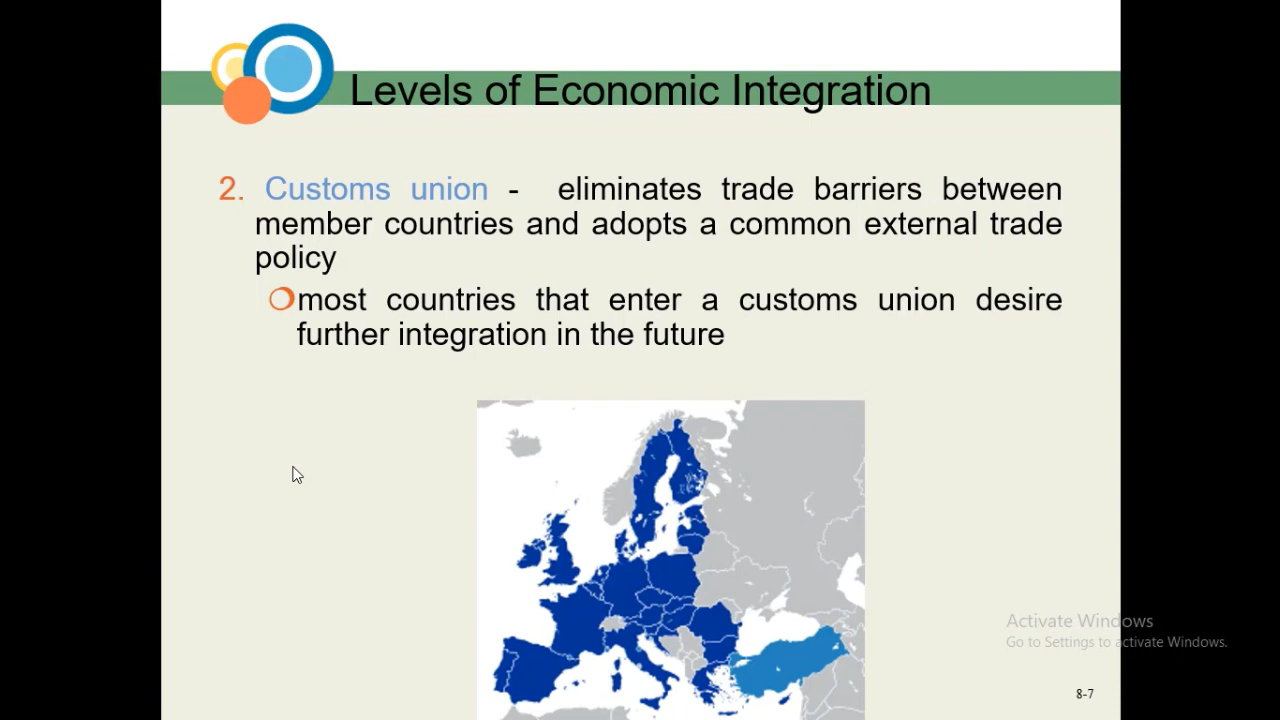 Levels of Economic Integration
2. Customs union - eliminates trade barriers between
member countries and adopts a common external trade
policy
most countries that enter a customs union desire
further integration in the future
Activate Windows
Go to Settings to activate Windows.
8-7